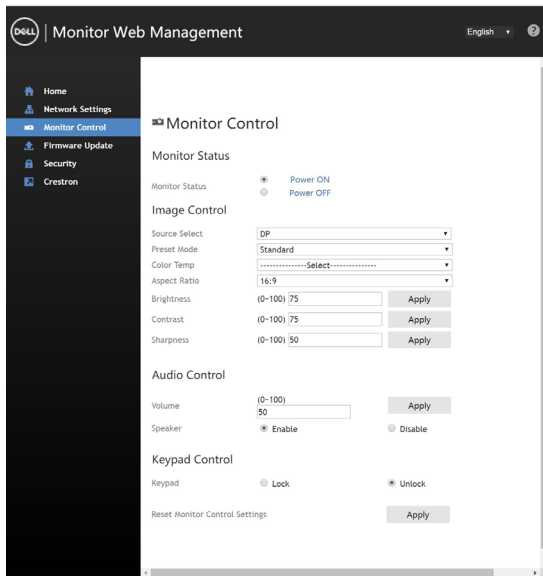 DELL | Monitor Web Management
English
?
Home
Network Settings
Monitor Control
Firmware Update
Security
Crestron
Monitor Control
Monitor Status
Monitor Status
Power ON
Power OFF
Image Control
Source Select DP
Preset Mode Standard
Color Temp ---------------Select---------------
Aspect Ratio 16:9
Brightness (0~100) 75 Apply
Contrast (0~100) 75 Apply
Sharpness (0~100) 50 Apply
Audio Control
Volume (0~100) 50 Apply
Speaker Enable Disable
Keypad Control
Keypad Lock Unlock
Reset Monitor Control Settings Apply